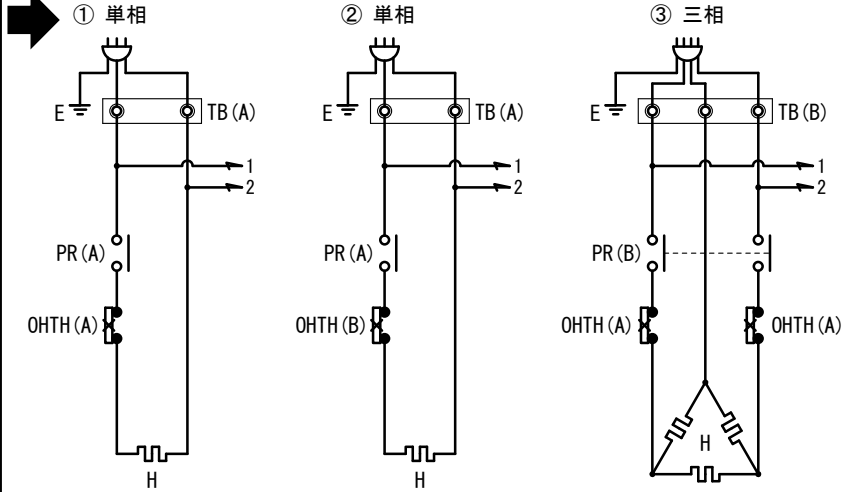 ① 単相
② 単相
③ 三相
E
TB(A)
E
TB(A)
E
TB(B)
1
2
1
2
1
2
PR(A)
PR(A)
PR(B)
OHTH(A)
OHTH(B)
OHTH(A)
OHTH(A)
H
H
H